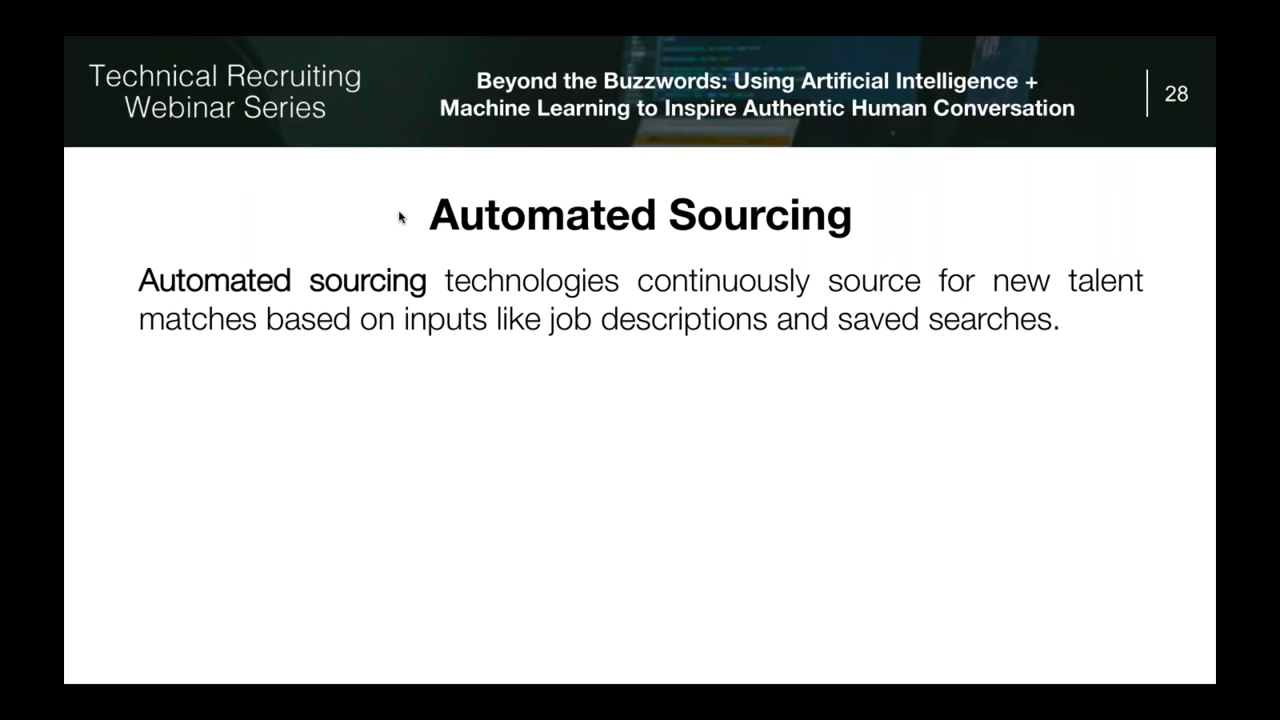 Technical Recruiting
Webinar Series
Beyond the Buzzwords: Using Artificial Intelligence +
Machine Learning to Inspire Authentic Human Conversation
28
Automated Sourcing
Automated sourcing technologies continuously source for new talent
matches based on inputs like job descriptions and saved searches.